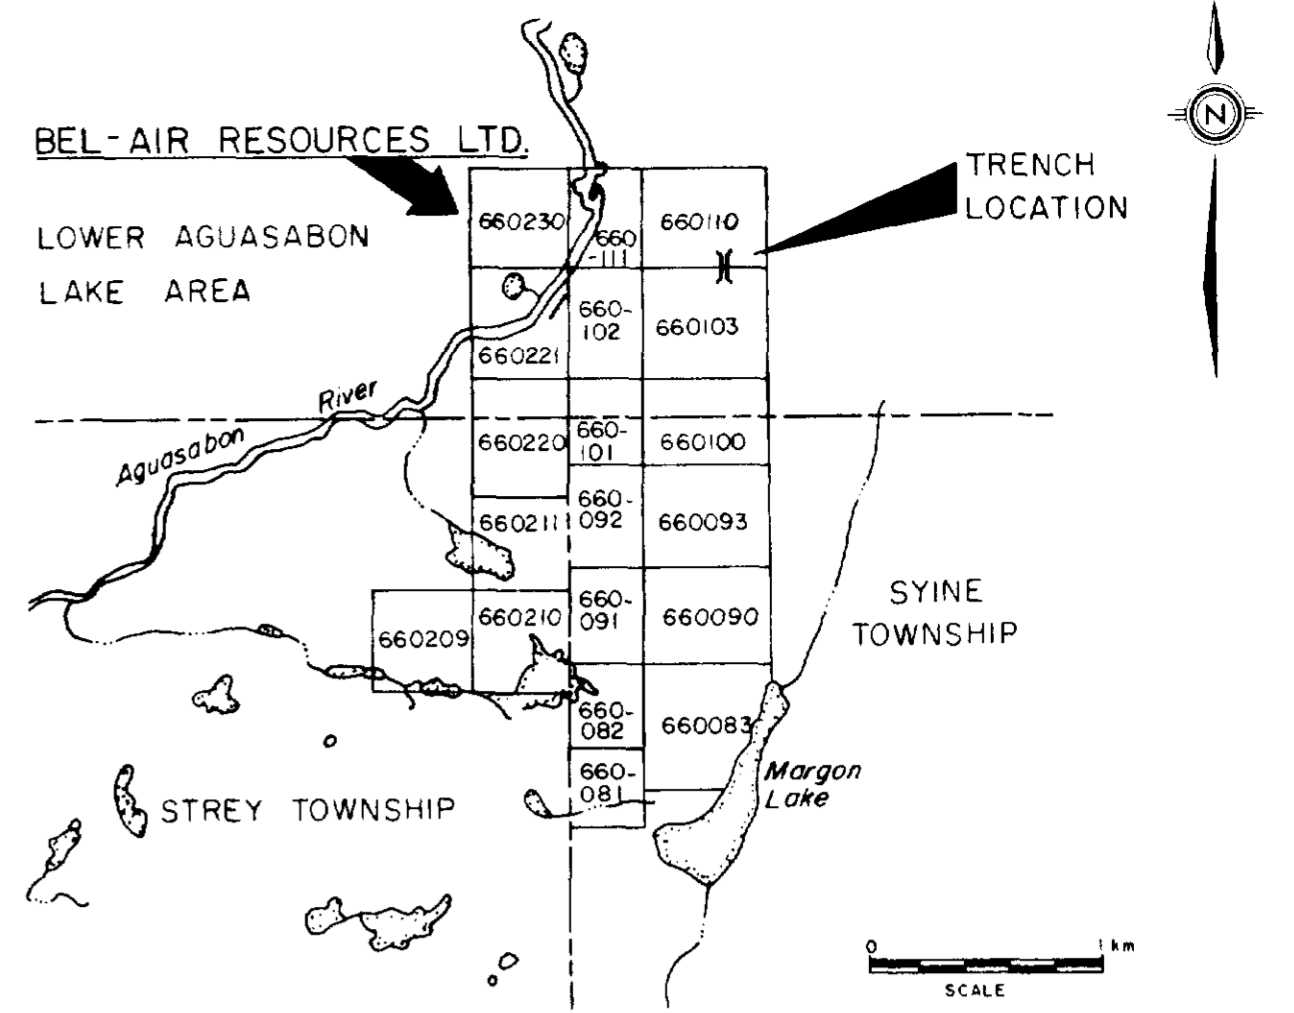 N
BEL-AIR RESOURCES LTD.
TRENCH
LOCATION
LOWER AGUASABON
LAKE AREA
660230
660
-111
660110
660-
102
660103
660221
River
Aguasabon
660220
660-
101
660100
660211
660-
092
660093
SYINE
TOWNSHIP
660209
660210
660-
091
660090
660-
082
660083
Margon
Lake
660-
081
STREY TOWNSHIP
0 1 km
SCALE